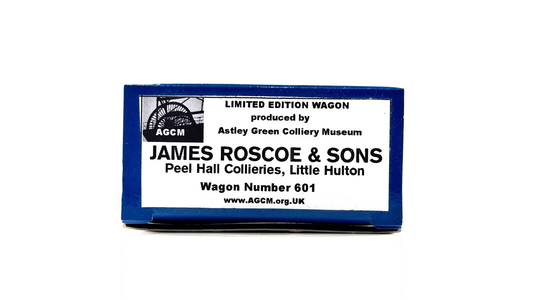 LIMITED EDITION WAGON
produced by
Astley Green Colliery Museum
AGCM
JAMES ROSCOE & SONS
Peel Hall Collieries, Little Hulton
Wagon Number 601
www.AGCM.org.UK